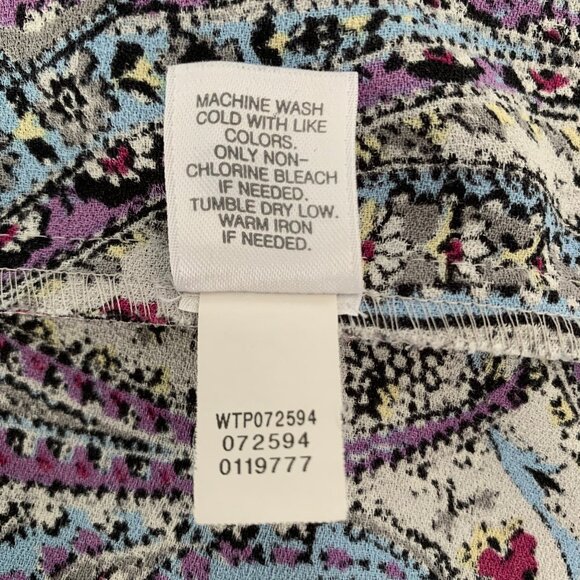 MACHINE WASH
COLD WITH LIKE
COLORS.
ONLY NON-
CHLORINE BLEACH
IF NEEDED.
TUMBLE DRY LOW.
WARM IRON
IF NEEDED.
WTP072594
072594
0119777